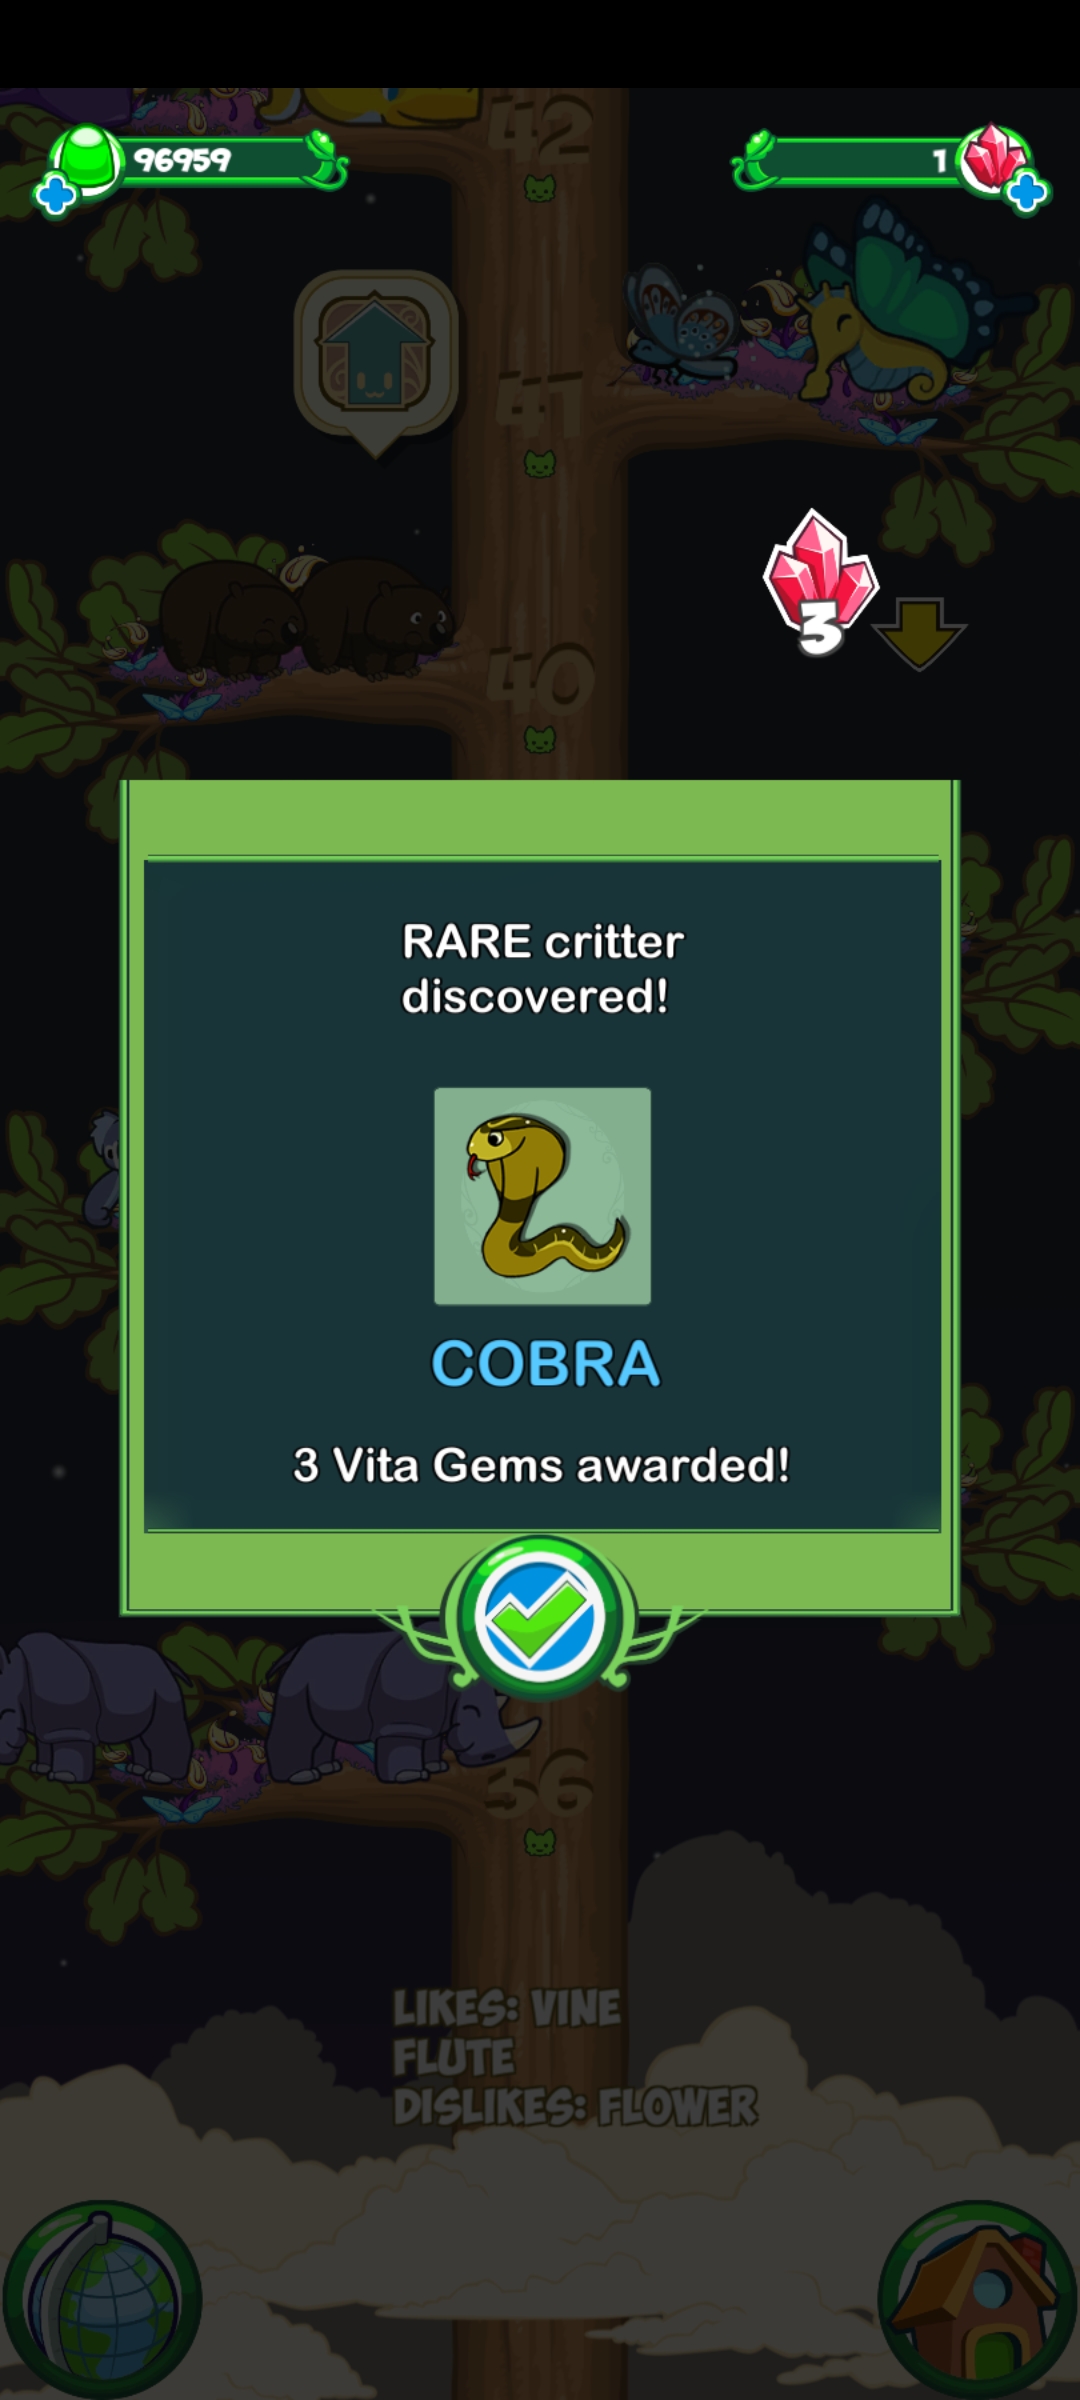 42
96959
1
41
3
40
RARE critter
discovered!
COBRA
3 Vita Gems awarded!
36
LIKES: VINE
FLUTE
DISLIKES: FLOWER